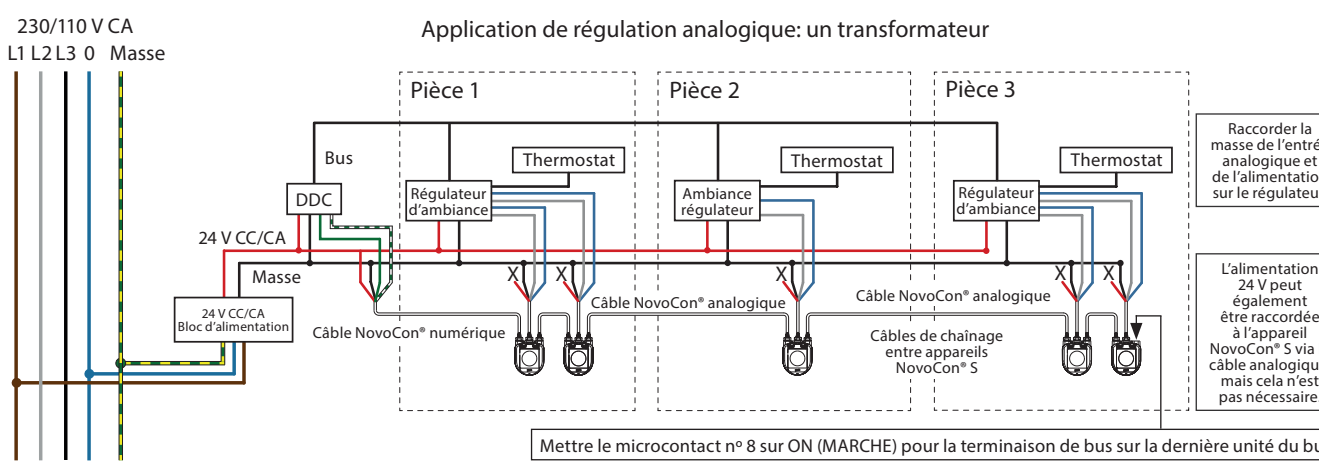 230/110 V CA
L1 L2 L3 0 Masse
Application de régulation analogique: un transformateur
Pièce 1
Pièce 2
Pièce 3
Bus
Thermostat
Thermostat
Thermostat
DDC
Régulateur
d'ambiance
Ambiance
régulateur
Régulateur
d'ambiance
24 V CC/CA
Masse
X
X
X
X
X
24 V CC/CA
Bloc d'alimentation
Câble NovoCon® numérique
Câble NovoCon® analogique
Câble NovoCon® analogique
Câbles de chaînage
entre appareils
NovoCon® S
Raccorder la
masse de l'entré
analogique et
de l'alimentatio
sur le régulateu
L'alimentation
24 V peut
également
être raccordée
à l'appareil
NovoCon® S via
câble analogiqu
mais cela n'est
pas nécessaire
Mettre le microcontact nº 8 sur ON (MARCHE) pour la terminaison de bus sur la dernière unité du bu